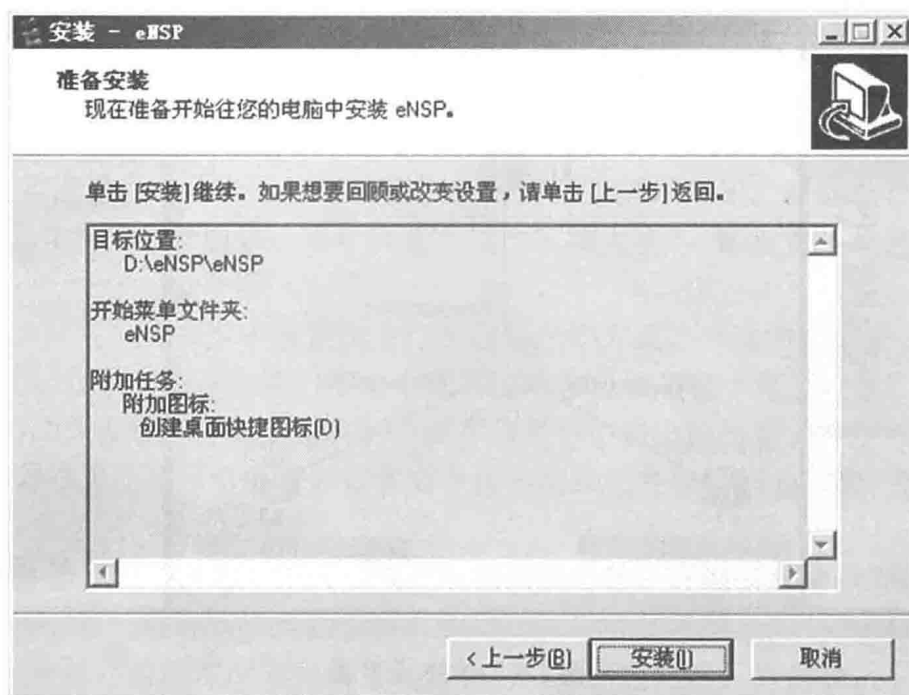 安装 - eNSP
准备安装
现在准备开始往您的电脑中安装 eNSP。
单击 [安装]继续。如果想要回顾或改变设置，请单击 [上一步]返回。
目标位置:
D:\eNSP\eNSP
开始菜单文件夹:
eNSP
附加任务:
附加图标:
创建桌面快捷图标(D)
<上一步(B) 安装(I) 取消